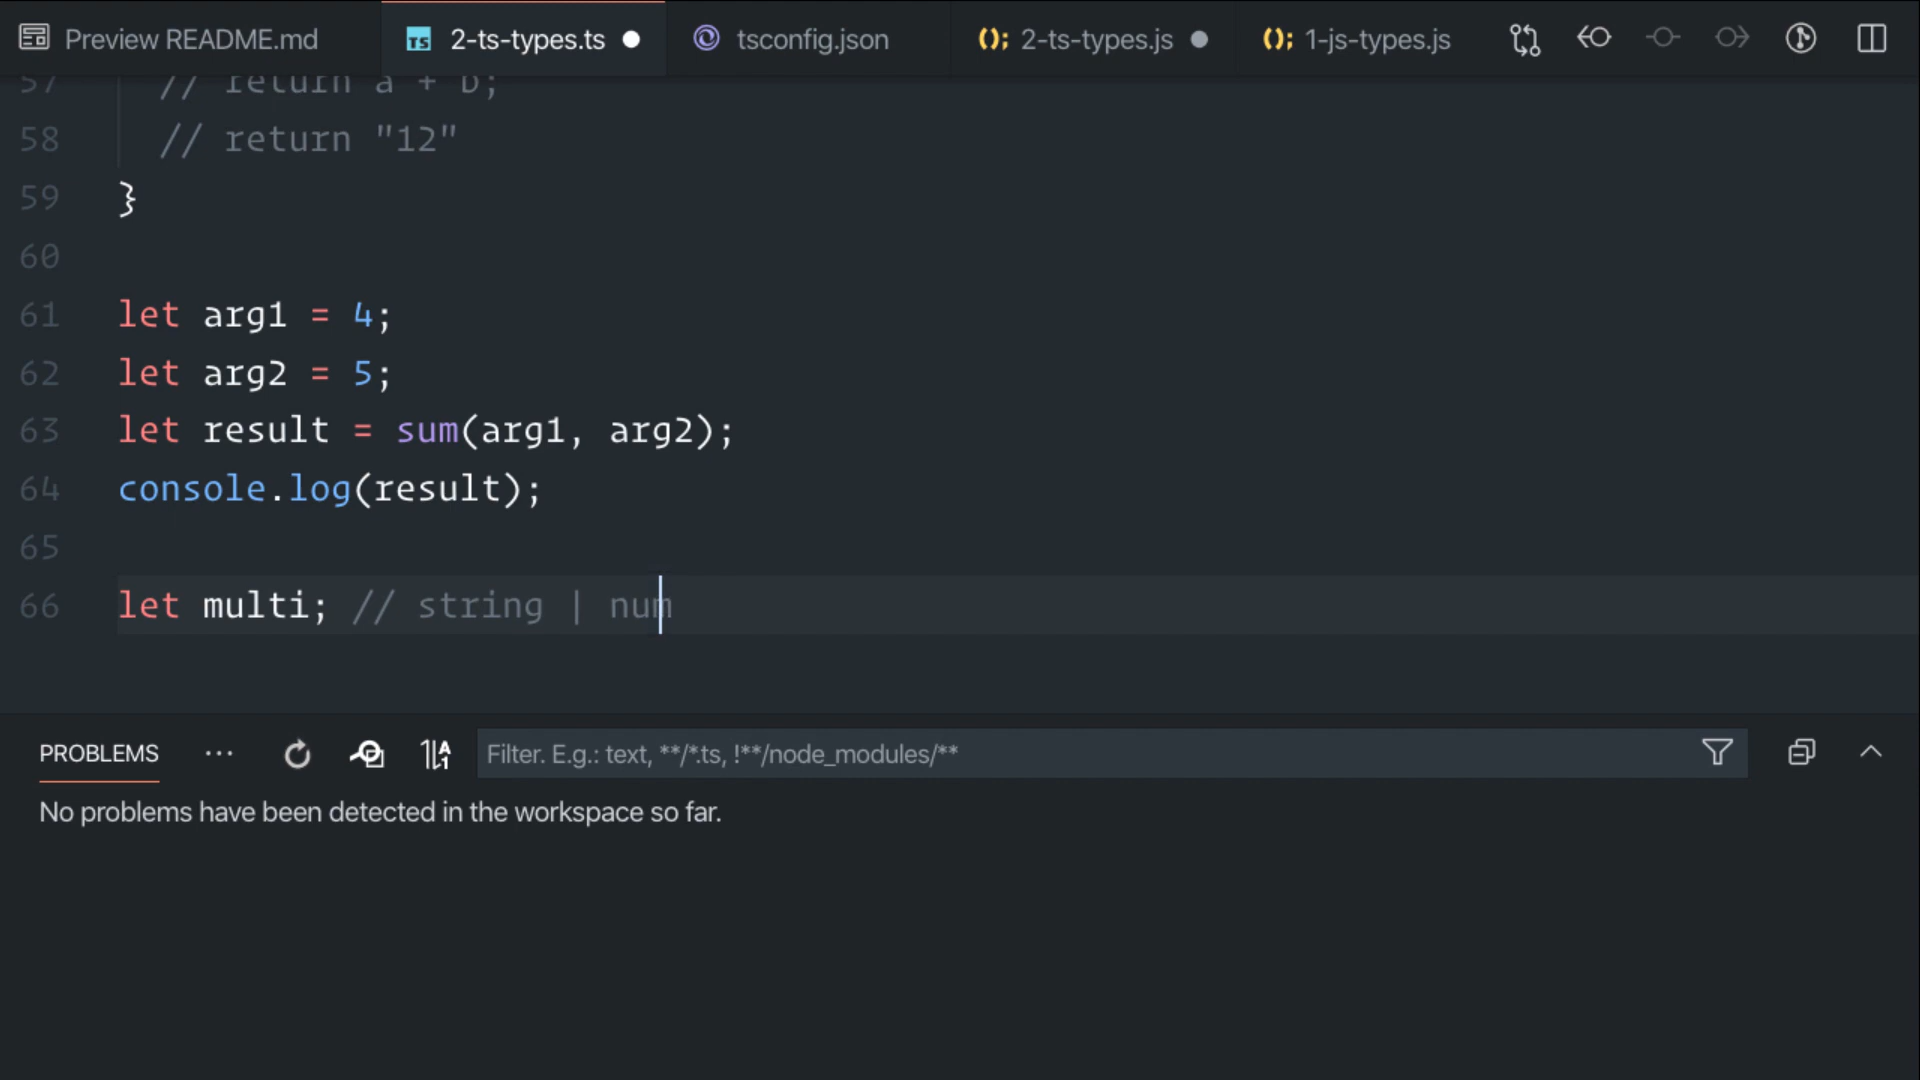 Preview README.md
TS 2-ts-types.ts
tsconfig.json
(); 2-ts-types.js
(); 1-js-types.js
57 // return a + b;
58 // return "12"
59 }
60
61 let arg1 = 4;
62 let arg2 = 5;
63 let result = sum(arg1, arg2);
64 console.log(result);
65
66 let multi; // string | num
PROBLEMS ···
Filter. E.g.: text, **/*.ts, !**/node_modules/**
No problems have been detected in the workspace so far.